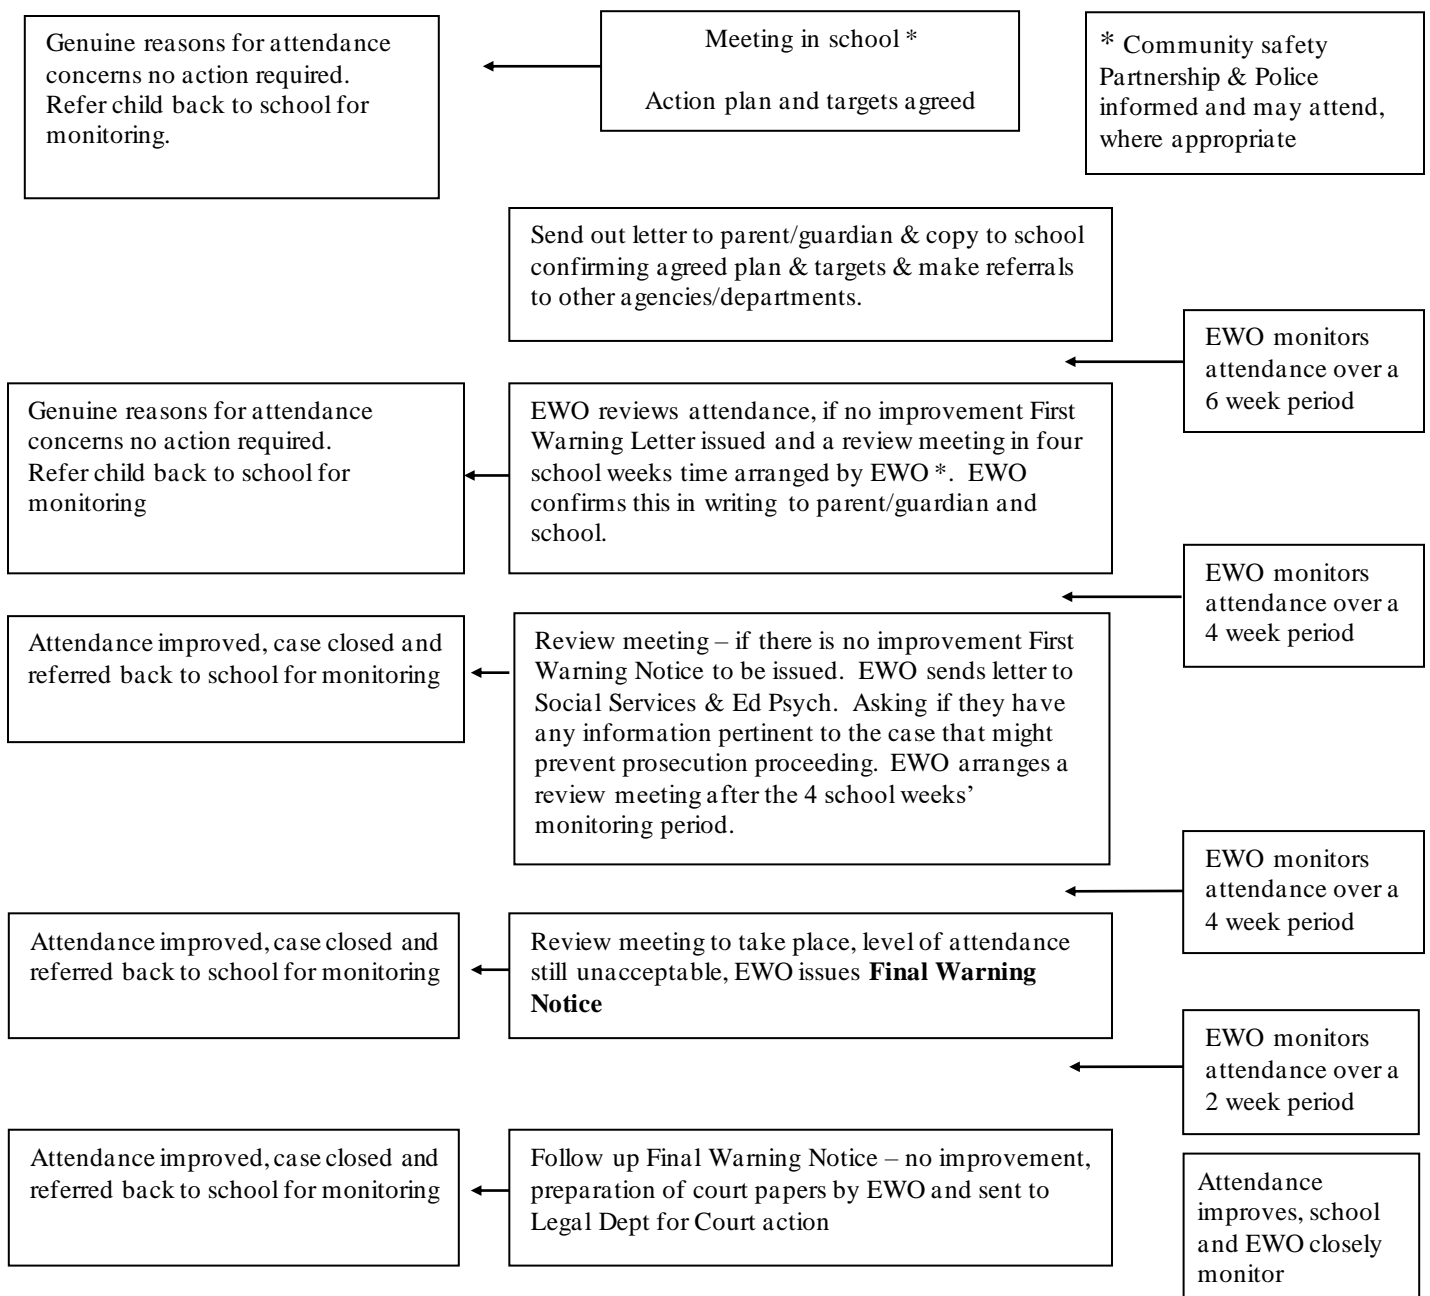 Genuine reasons for attendance
concerns no action required.
Refer child back to school for
monitoring.
Meeting in school *
Action plan and targets agreed
* Community safety
Partnership & Police
informed and may attend,
where appropriate
Send out letter to parent/guardian & copy to school
confirming agreed plan & targets & make referrals
to other agencies/departments.
EWO monitors
attendance over a
6 week period
Genuine reasons for attendance
concerns no action required.
Refer child back to school for
monitoring
EWO reviews attendance, if no improvement First
Warning Letter issued and a review meeting in four
school weeks time arranged by EWO *. EWO
confirms this in writing to parent/guardian and
school.
EWO monitors
attendance over a
4 week period
Attendance improved, case closed and
referred back to school for monitoring
Review meeting – if there is no improvement First
Warning Notice to be issued. EWO sends letter to
Social Services & Ed Psych. Asking if they have
any information pertinent to the case that might
prevent prosecution proceeding. EWO arranges a
review meeting after the 4 school weeks’
monitoring period.
EWO monitors
attendance over a
4 week period
Attendance improved, case closed and
referred back to school for monitoring
Review meeting to take place, level of attendance
still unacceptable, EWO issues Final Warning
Notice
EWO monitors
attendance over a
2 week period
Attendance improved, case closed and
referred back to school for monitoring
Follow up Final Warning Notice – no improvement,
preparation of court papers by EWO and sent to
Legal Dept for Court action
Attendance
improves, school
and EWO closely
monitor